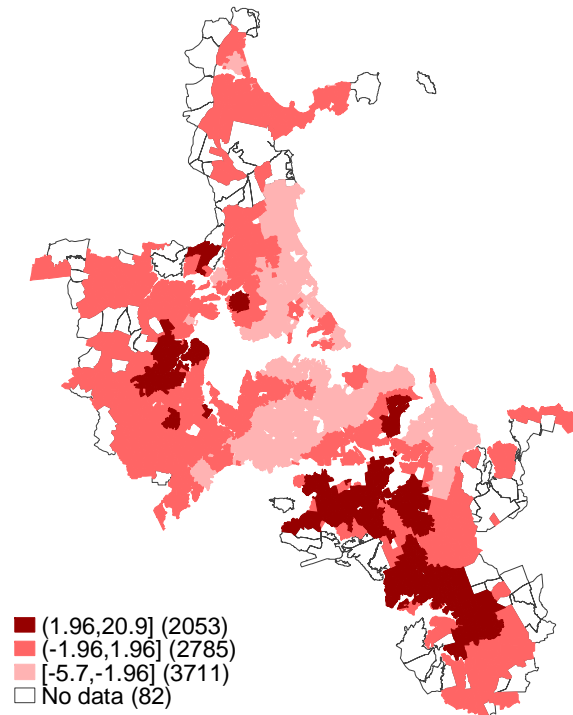 (1.96,20.9] (2053)
(-1.96,1.96] (2785)
[-5.7,-1.96] (3711)
No data (82)